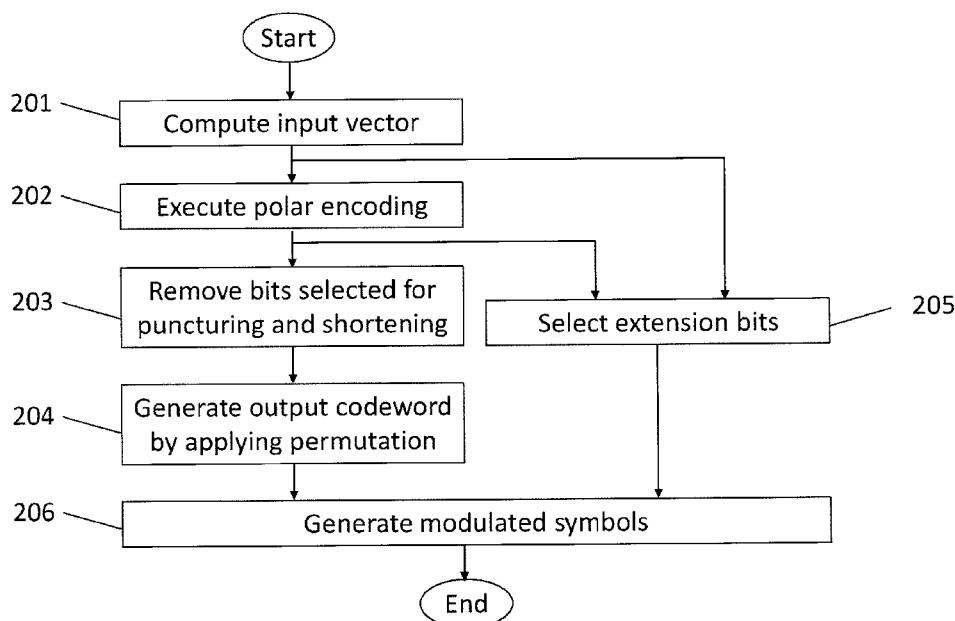 Start
201
Compute input vector
202
Execute polar encoding
203
Remove bits selected for
puncturing and shortening
Select extension bits
205
204
Generate output codeword
by applying permutation
206
Generate modulated symbols
End